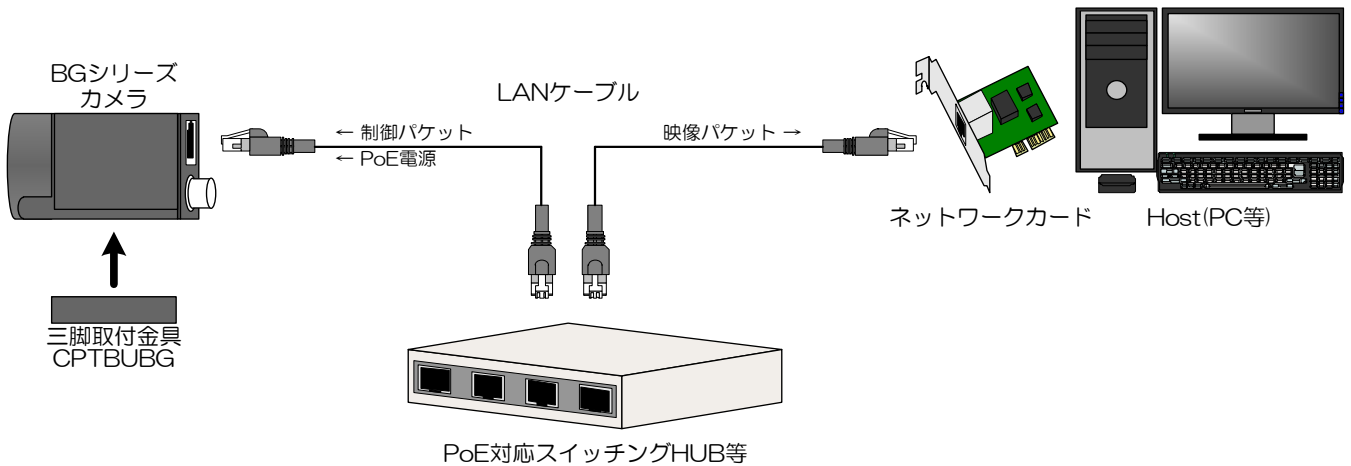 BGシリーズ
カメラ
LANケーブル
← 制御パケット
← PoE電源
映像パケット →
ネットワークカード
Host(PC等)
三脚取付金具
CPTBUBG
PoE対応スイッチングHUB等